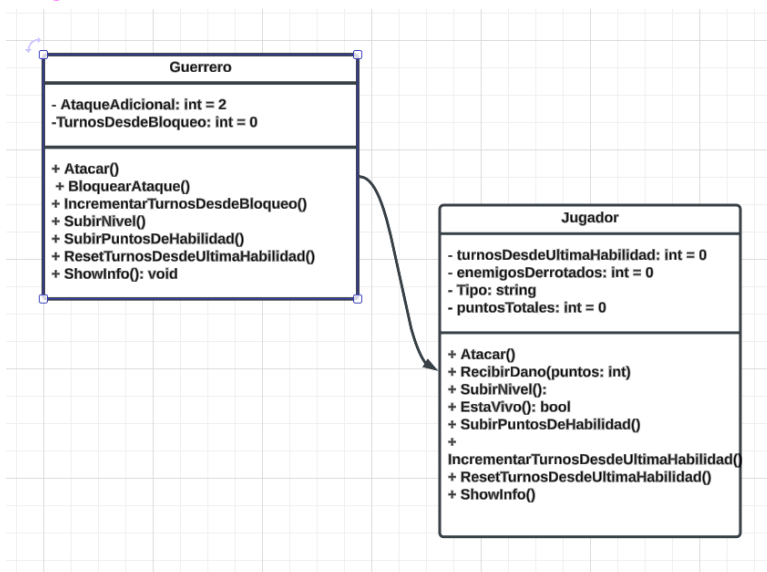 Guerrero
- AtaqueAdicional: int = 2
-TurnosDesdeBloqueo: int = 0
+ Atacar()
+ BloquearAtaque()
+ IncrementarTurnosDesdeBloqueo()
+ SubirNivel()
+ SubirPuntosDeHabilidad()
+ ResetTurnosDesdeUltimaHabilidad()
+ ShowInfo(): void
Jugador
- turnosDesdeUltimaHabilidad: int = 0
- enemigosDerrotados: int = 0
- Tipo: string
- puntosTotales: int = 0
+ Atacar()
+ RecibirDano(puntos: int)
+ SubirNivel():
+ EstaVivo(): bool
+ SubirPuntosDeHabilidad()
+
IncrementarTurnosDesdeUltimaHabilidad()
+ ResetTurnosDesdeUltimaHabilidad()
+ ShowInfo()